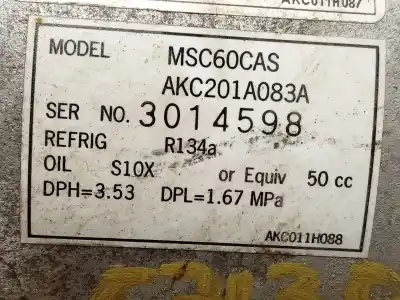 AKC011H087
MODEL MSC60CAS
AKC201A083A
SER NO. 3014598
REFRIG R134a
OIL S10X or Equiv 50 cc
DPH=3.53 DPL=1.67 MPa
AKC011H088